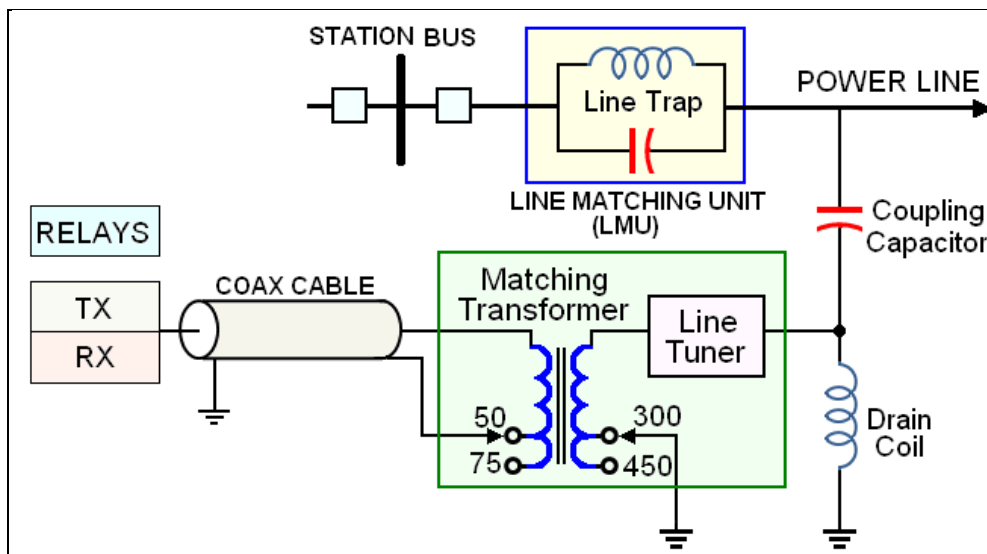 STATION BUS
Line Trap
POWER LINE
LINE MATCHING UNIT
(LMU)
Coupling
Capacitor
RELAYS
TX
RX
COAX CABLE
Matching
Transformer
Line
Tuner
50
75
300
450
Drain
Coil